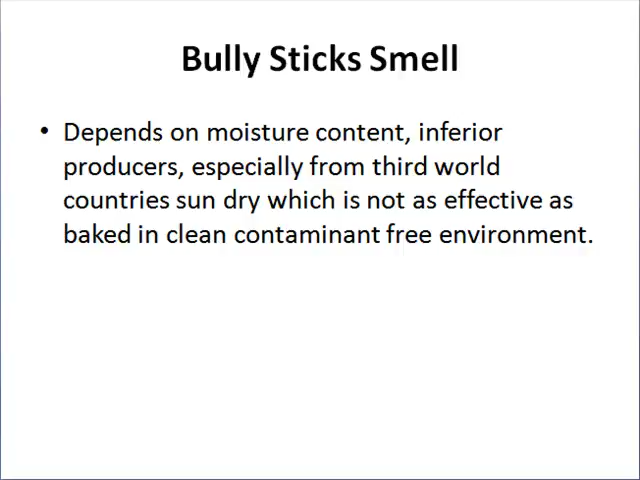 Bully Sticks Smell
• Depends on moisture content, inferior
producers, especially from third world
countries sun dry which is not as effective as
baked in clean contaminant free environment.